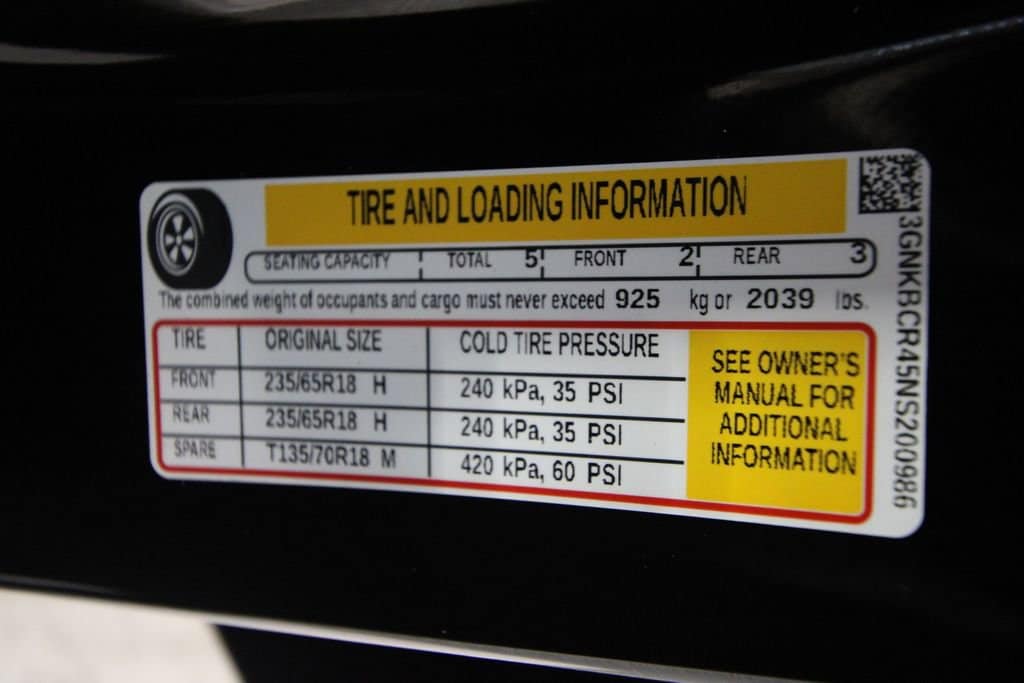 TIRE AND LOADING INFORMATION
SEATING CAPACITY TOTAL 5 FRONT 2 REAR 3
The combined weight of occupants and cargo must never exceed 925 kg or 2039 lbs.
TIRE ORIGINAL SIZE COLD TIRE PRESSURE
FRONT 235/65R18 H 240 kPa, 35 PSI
REAR 235/65R18 H 240 kPa, 35 PSI
SPARE T135/70R18 M 420 kPa, 60 PSI
SEE OWNER'S
MANUAL FOR
ADDITIONAL
INFORMATION
3GNKBCR45NS200986